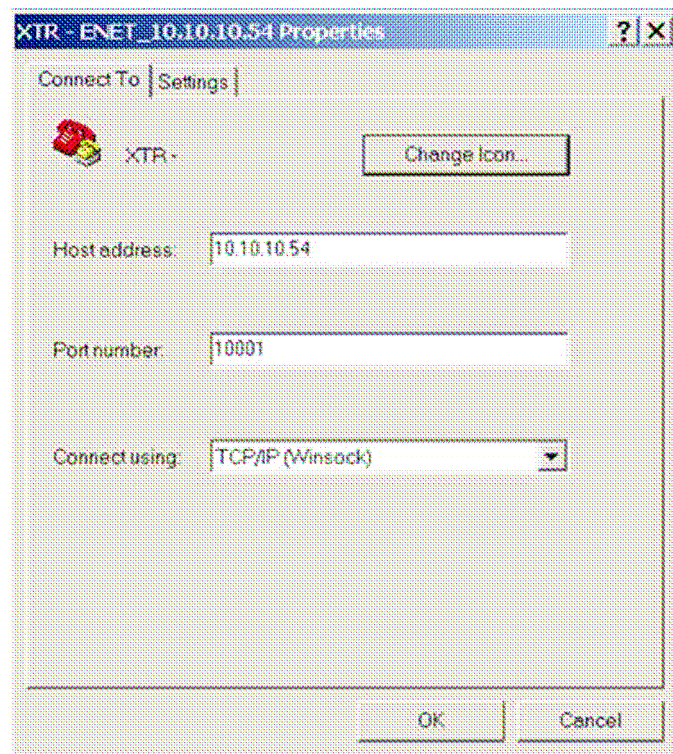 XTR - ENET_10.10.10.54 Properties
Connect To
Settings
XTR -
Change Icon...
Host address:
10.10.10.54
Port number:
10001
Connect using:
TCP/IP (Winsock)
OK
Cancel